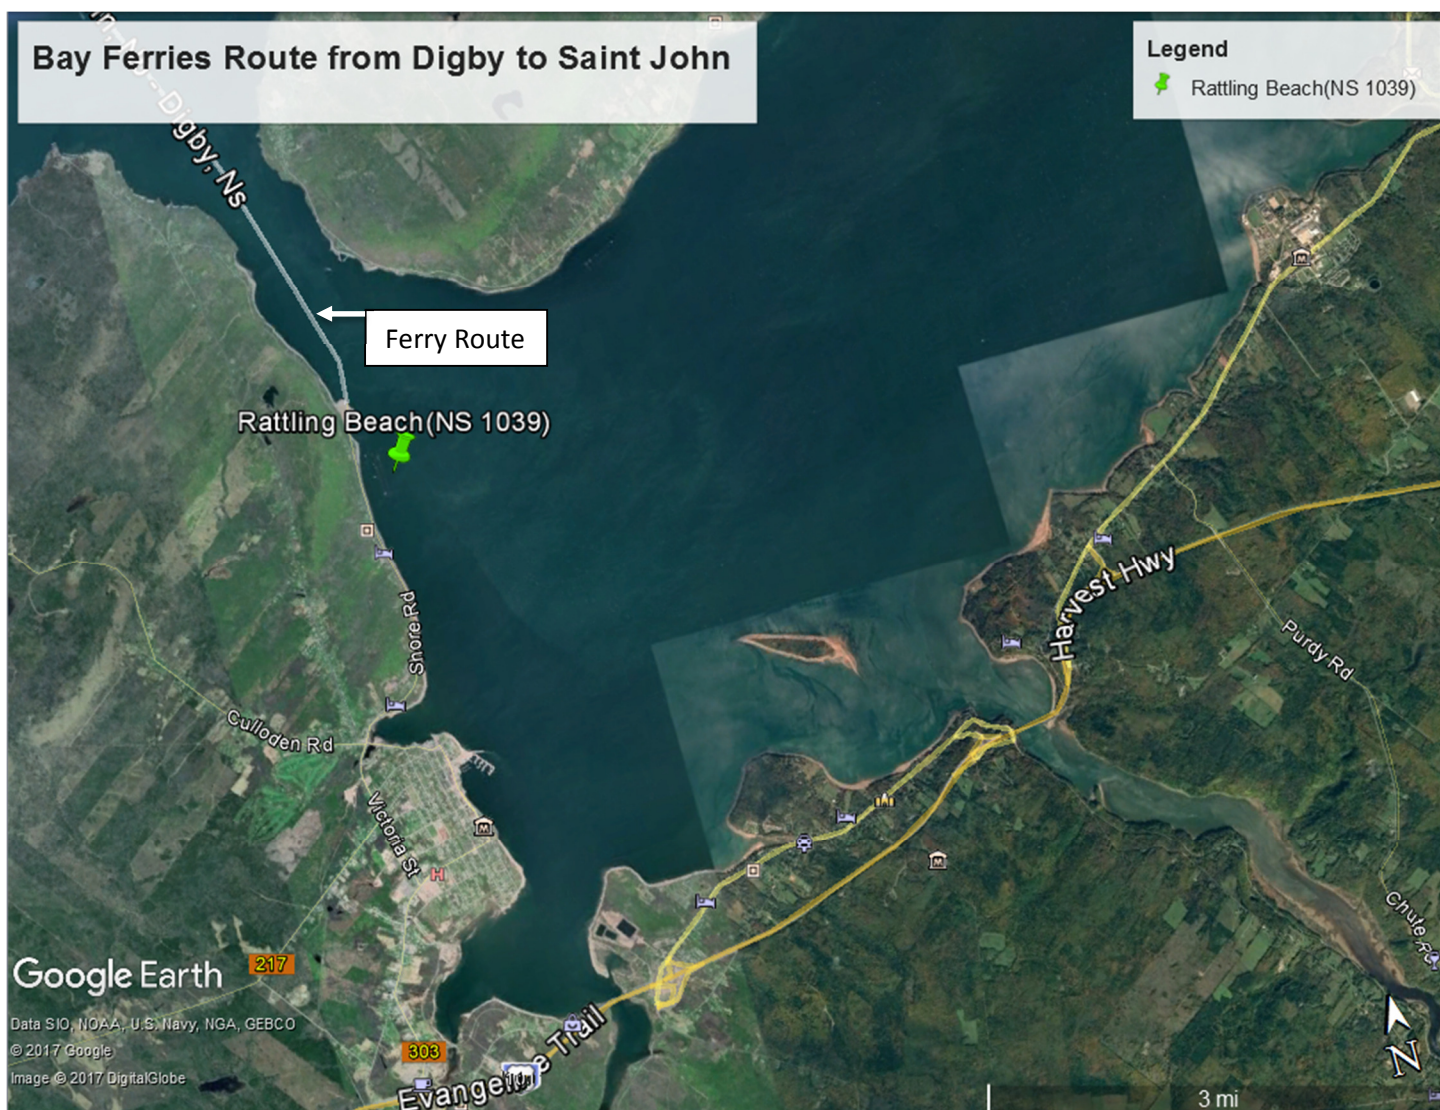 Bay Ferries Route from Digby to Saint John
Legend
Rattling Beach(NS 1039)
Digby, Ns
Ferry Route
Rattling Beach(NS 1039)
Harvest Hwy
Shore Rd
Purdy Rd
Culloden Rd
Victoria St
H
Chute Rd
Google Earth
217
Data SIO, NOAA, U.S. Navy, NGA, GEBCO
© 2017 Google
303
Image © 2017 DigitalGlobe
Evangeline Trail
N
3 mi